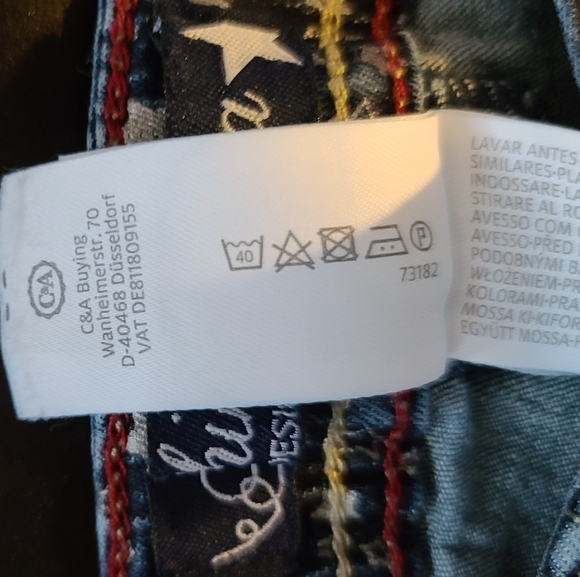 C&A
C&A Buying
Wanheimerstr. 70
D-40468 Düsseldorf
VAT DE811809155
40
P
73182
LAVAR ANTES
SIMILARES-PLA
INDOSSARE-LA
STIRARE AL RO
AVESSO COM
AVESSO-PŘED
PODOBNÝMI B
WŁOŻENIEM-PR
KOLORAMI-PRA
MOSSA KI-KIFOR
EGYÜTT MOSSA-F